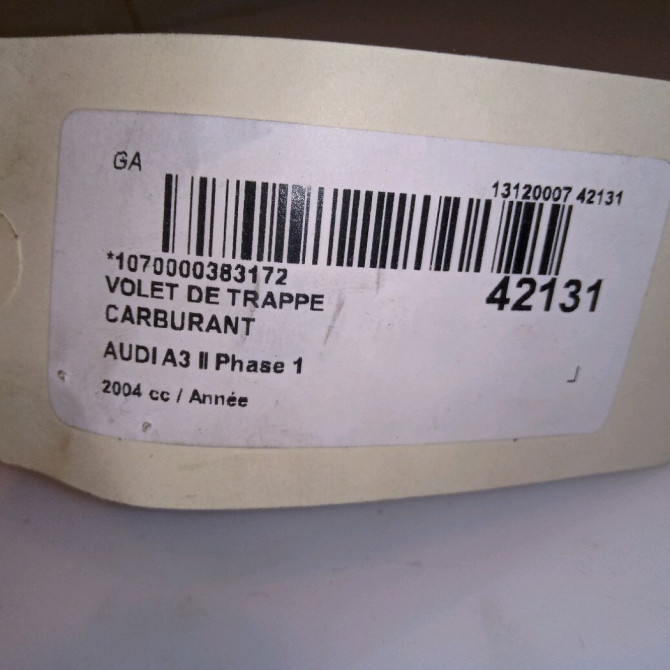 GA
13120007 42131
*1070000383172
42131
VOLET DE TRAPPE
CARBURANT
AUDI A3 II Phase 1
2004 cc / Année